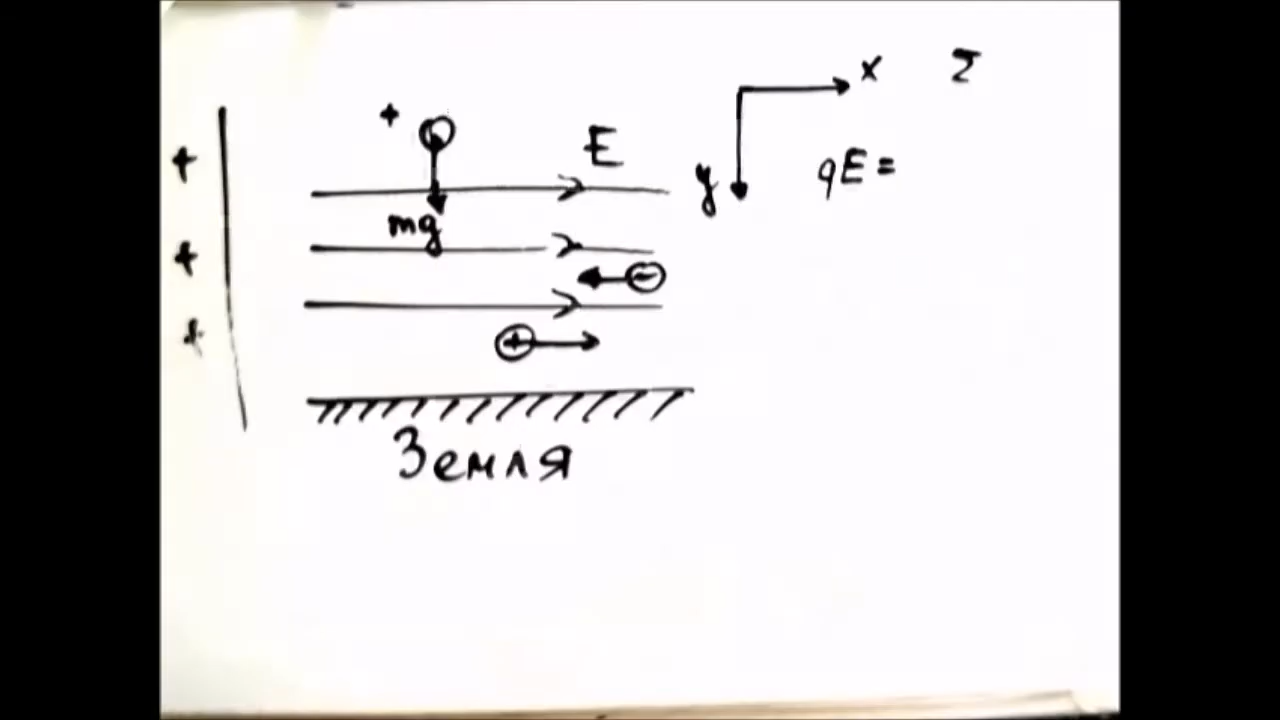 x
+ E
+ y qE =
mg
+
−
+ +
Земля